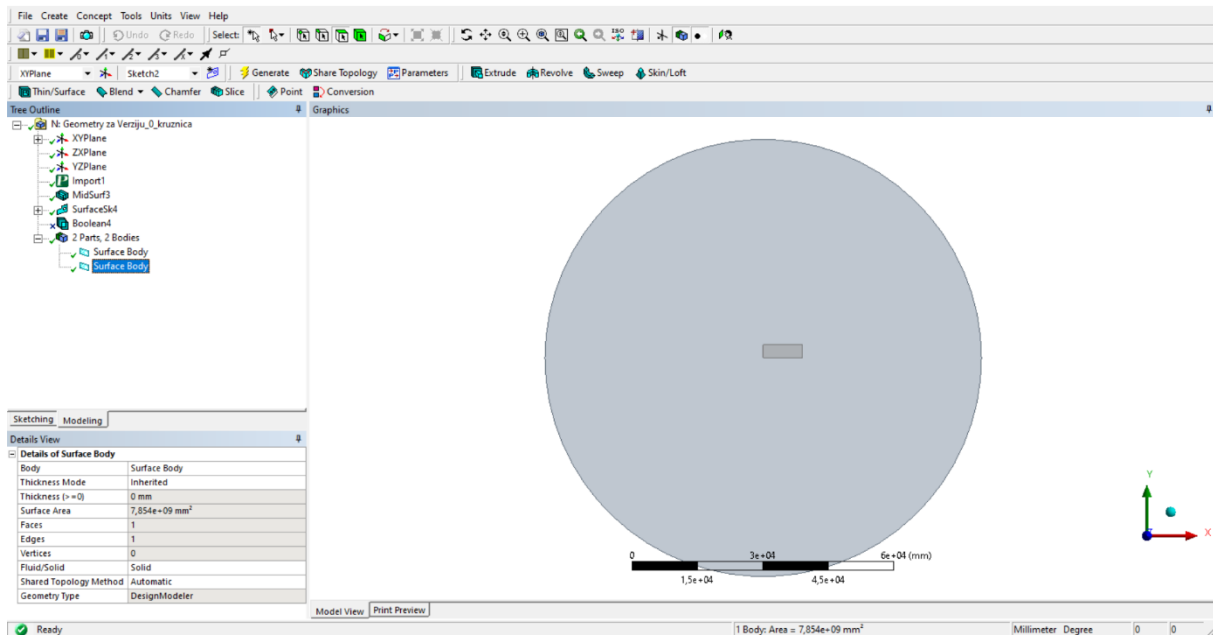 File Create Concept Tools Units View Help
Undo Redo Select: ISO
XYPlane Sketch2 Generate Share Topology Parameters Extrude Revolve Sweep Skin/Loft
Thin/Surface Blend Chamfer Slice Point Conversion
Tree Outline
N: Geometry za Verziju_0_kruznica
XYPlane
ZXPlane
YZPlane
Import1
MidSurf3
SurfaceSk4
Boolean4
2 Parts, 2 Bodies
Surface Body
Surface Body
Sketching Modeling
Details View
Details of Surface Body
Body Surface Body
Thickness Mode Inherited
Thickness (>=0) 0 mm
Surface Area 7,854e+09 mm²
Faces 1
Edges 1
Vertices 0
Fluid/Solid Solid
Shared Topology Method Automatic
Geometry Type DesignModeler
Graphics
Y
X
0 3e+04 6e+04 (mm)
1,5e+04 4,5e+04
Model View Print Preview
Ready 1 Body: Area = 7,854e+09 mm² Millimeter Degree 0 0